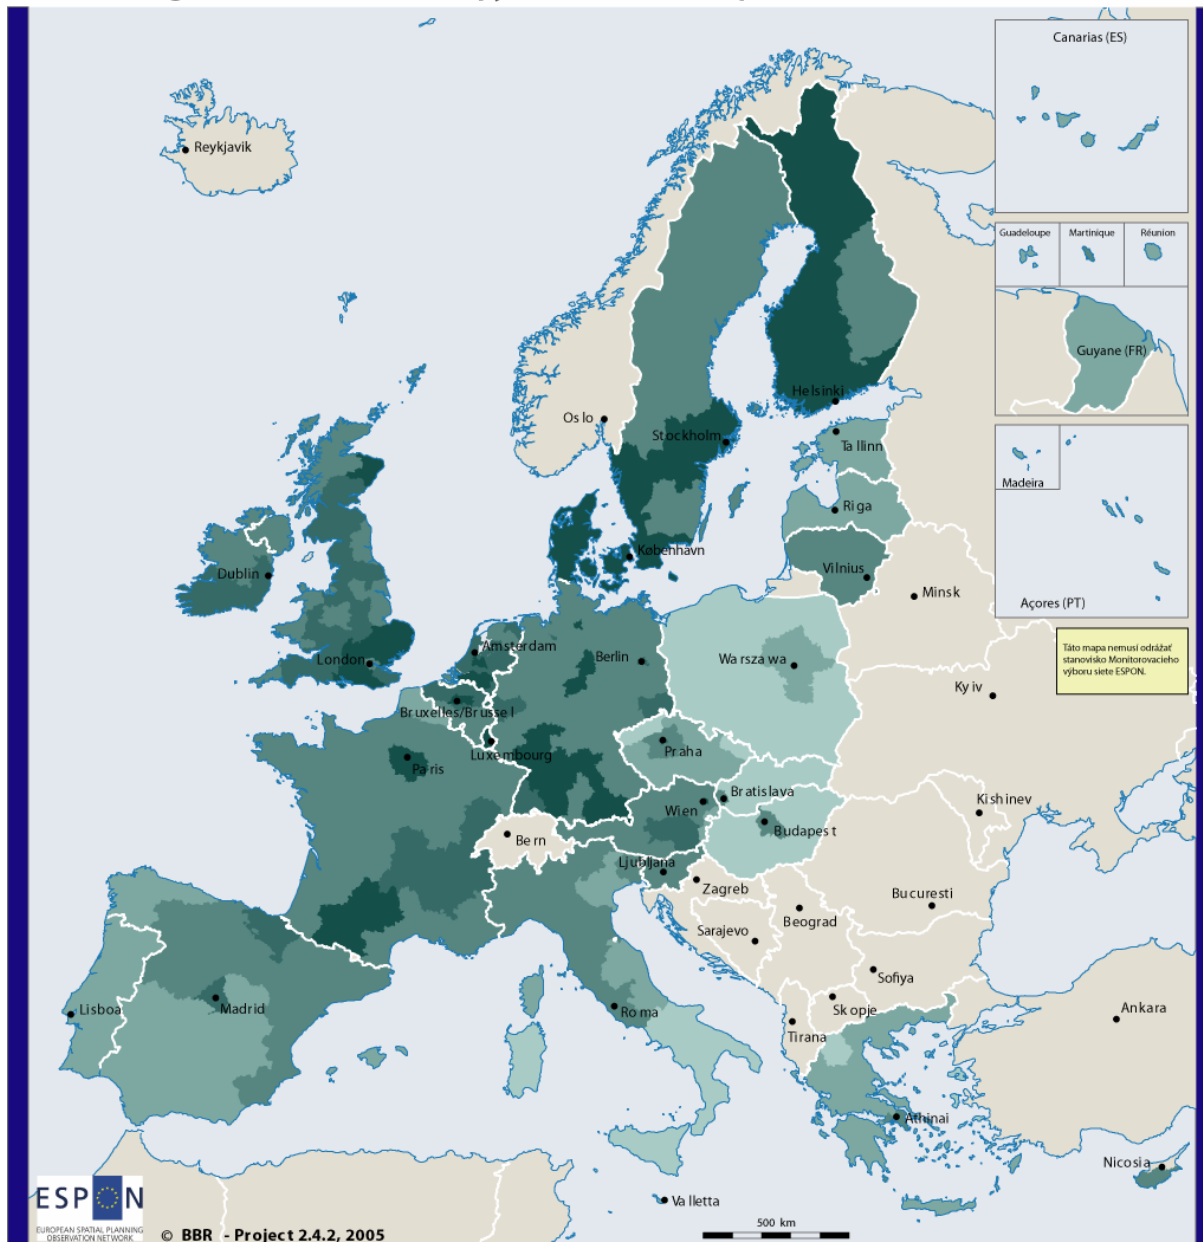 Canarias (ES)
Reykjavik
Guadeloupe
Martinique
Réunion
Guyane (FR)
Helsinki
Oslo
Stockholm
Tallinn
Madeira
Riga
København
Vilnius
Dublin
Minsk
Açores (PT)
Amsterdam
Berlin
Warszawa
London
Táto mapa nemusí odrážať
stanovisko Monitorovacieho
výboru siete ESPON.
Kyiv
Bruxelles/Brussel
Praha
Luxembourg
Paris
Bratislava
Kishinev
Wien
Budapest
Bern
Ljubljana
Zagreb
Bucuresti
Beograd
Sarajevo
Sofiya
Madrid
Lisboa
Roma
Skopje
Ankara
Tirana
Athinai
Nicosia
Valletta
ESPON
EUROPEAN SPATIAL PLANNING
OBSERVATION NETWORK
© BBR - Project 2.4.2, 2005
500 km